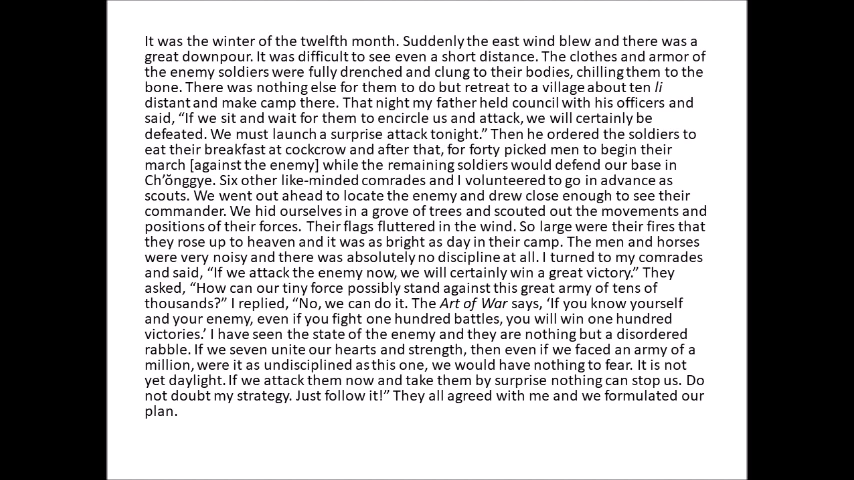 It was the winter of the twelfth month. Suddenly the east wind blew and there was a
great downpour. It was difficult to see even a short distance. The clothes and armor of
the enemy soldiers were fully drenched and clung to their bodies, chilling them to the
bone. There was nothing else for them to do but retreat to a village about ten li
distant and make camp there. That night my father held council with his officers and
said, “If we sit and wait for them to encircle us and attack, we will certainly be
defeated. We must launch a surprise attack tonight.” Then he ordered the soldiers to
eat their breakfast at cockcrow and after that, for forty picked men to begin their
march [against the enemy] while the remaining soldiers would defend our base in
Ch’ŏnggye. Six other like-minded comrades and I volunteered to go in advance as
scouts. We went out ahead to locate the enemy and drew close enough to see their
commander. We hid ourselves in a grove of trees and scouted out the movements and
positions of their forces. Their flags fluttered in the wind. So large were their fires that
they rose up to heaven and it was as bright as day in their camp. The men and horses
were very noisy and there was absolutely no discipline at all. I turned to my comrades
and said, “If we attack the enemy now, we will certainly win a great victory.” They
asked, “How can our tiny force possibly stand against this great army of tens of
thousands?” I replied, “No, we can do it. The Art of War says, ‘If you know yourself
and your enemy, even if you fight one hundred battles, you will win one hundred
victories.’ I have seen the state of the enemy and they are nothing but a disordered
rabble. If we seven unite our hearts and strength, then even if we faced an army of a
million, were it as undisciplined as this one, we would have nothing to fear. It is not
yet daylight. If we attack them now and take them by surprise nothing can stop us. Do
not doubt my strategy. Just follow it!” They all agreed with me and we formulated our
plan.